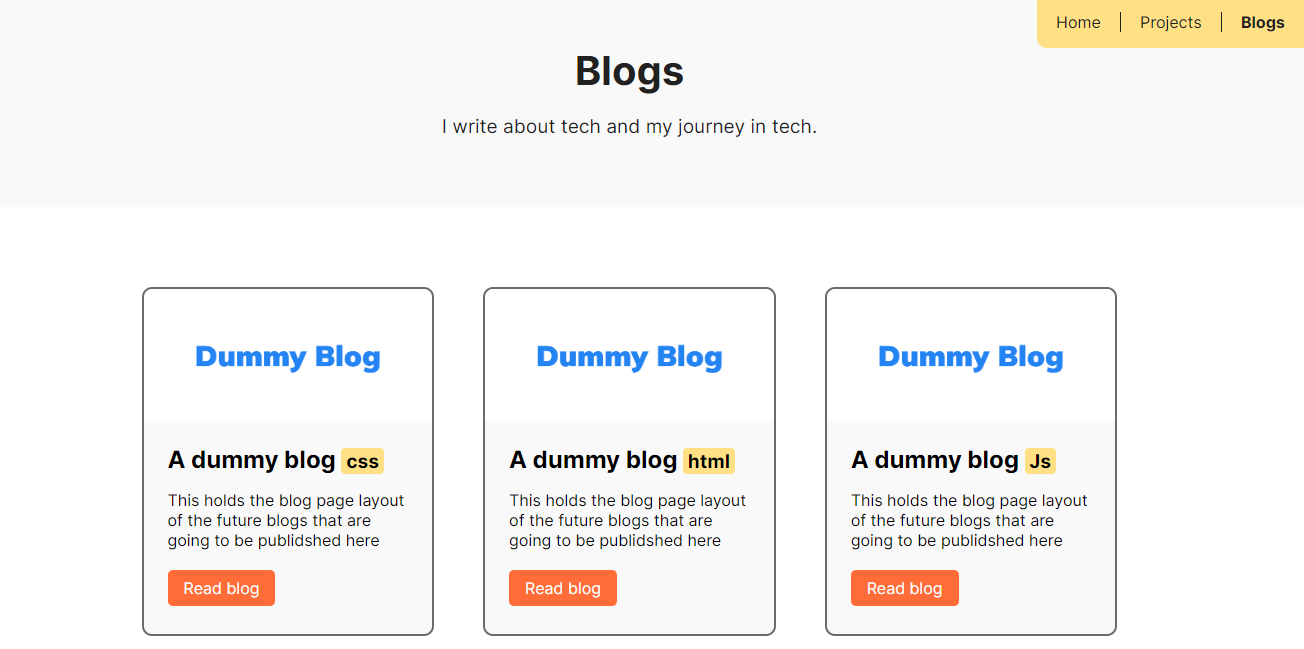 Home Projects Blogs
Blogs
I write about tech and my journey in tech.
Dummy Blog
A dummy blog css
This holds the blog page layout
of the future blogs that are
going to be publidshed here
Read blog
Dummy Blog
A dummy blog html
This holds the blog page layout
of the future blogs that are
going to be publidshed here
Read blog
Dummy Blog
A dummy blog Js
This holds the blog page layout
of the future blogs that are
going to be publidshed here
Read blog